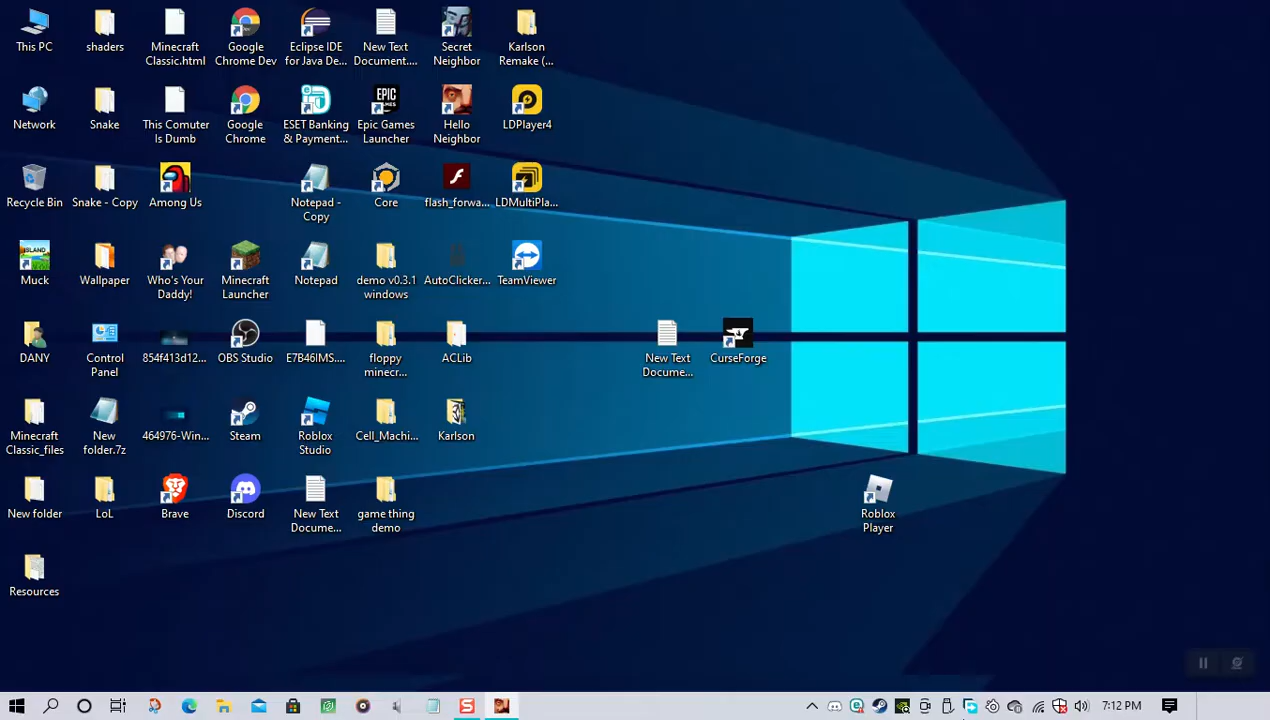 This PC
shaders
Minecraft
Classic.html
Google
Chrome Dev
Eclipse IDE
for Java De...
New Text
Document....
Secret
Neighbor
Karlson
Remake (...
Network
Snake
This Comuter
Is Dumb
Google
Chrome
ESET Banking
& Payment...
EPIC
GAMES
Epic Games
Launcher
Hello
Neighbor
LDPlayer4
Recycle Bin
Snake - Copy
Among Us
Notepad -
Copy
Core
flash_forwa...
LDMultiPla...
ISLAND
Muck
Wallpaper
Who's Your
Daddy!
Minecraft
Launcher
Notepad
demo v0.3.1
windows
AutoClicker...
TeamViewer
DANY
Control
Panel
854f413d12...
OBS Studio
E7B46IMS....
floppy
minecr...
ACLib
New Text
Docume...
CurseForge
Minecraft
Classic_files
New
folder.7z
464976-Win...
Steam
Roblox
Studio
Cell_Machi...
Karlson
New folder
LoL
Brave
Discord
New Text
Docume...
game thing
demo
Roblox
Player
Resources
7:12 PM